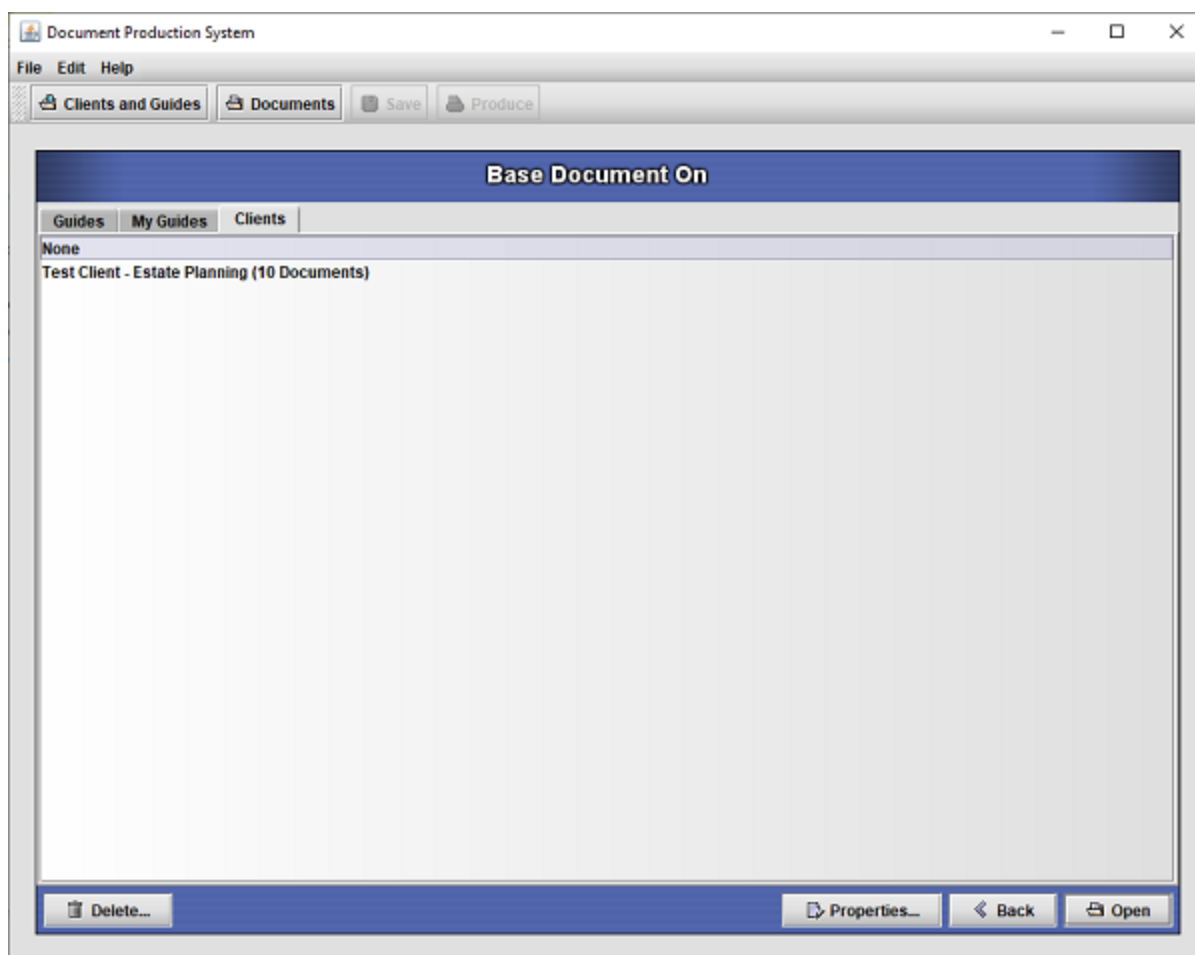 Document Production System
File Edit Help
Clients and Guides Documents Save Produce
Base Document On
Guides My Guides Clients
None
Test Client - Estate Planning (10 Documents)
Delete... Properties... Back Open